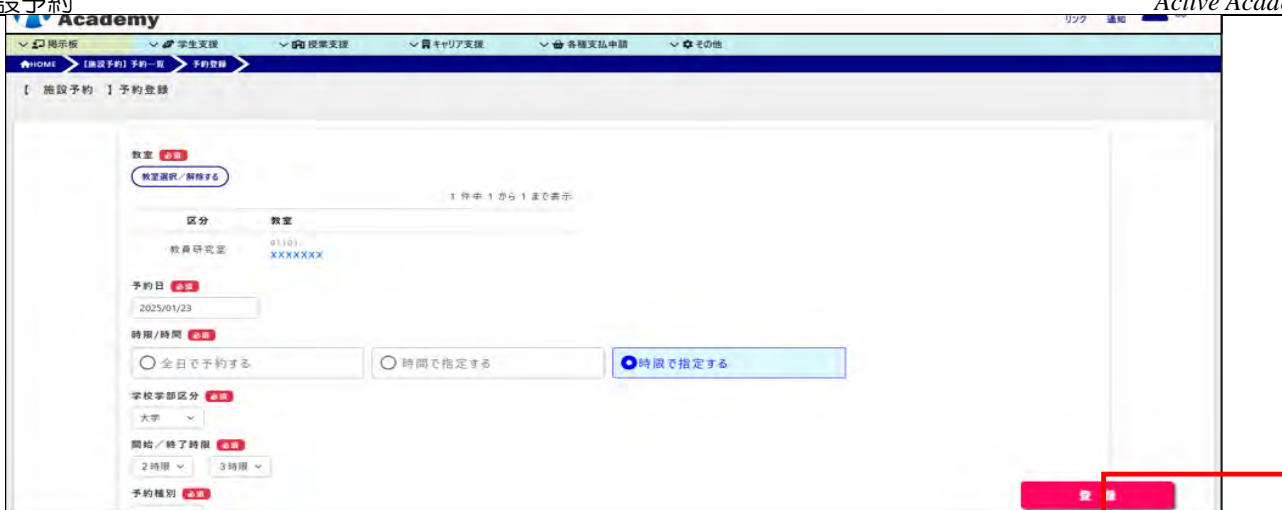 設予約 Active Acad
Academy リンク 通知
掲示板 学生支援 授業支援 キャリア支援 各種支払申請 その他
HOME 【施設予約】予約一覧 予約登録
【 施設予約 】予約登録
教室 必須
教室選択／解除する
1 件中 1 から 1 まで表示
区分 教室
01101
教員研究室 XXXXXXX
予約日 必須
2025/01/23
時限/時間 必須
全日で予約する 時間で指定する 時限で指定する
学校学部区分 必須
大学
開始／終了時限 必須
2時限 3時限
予約種別 必須
登録